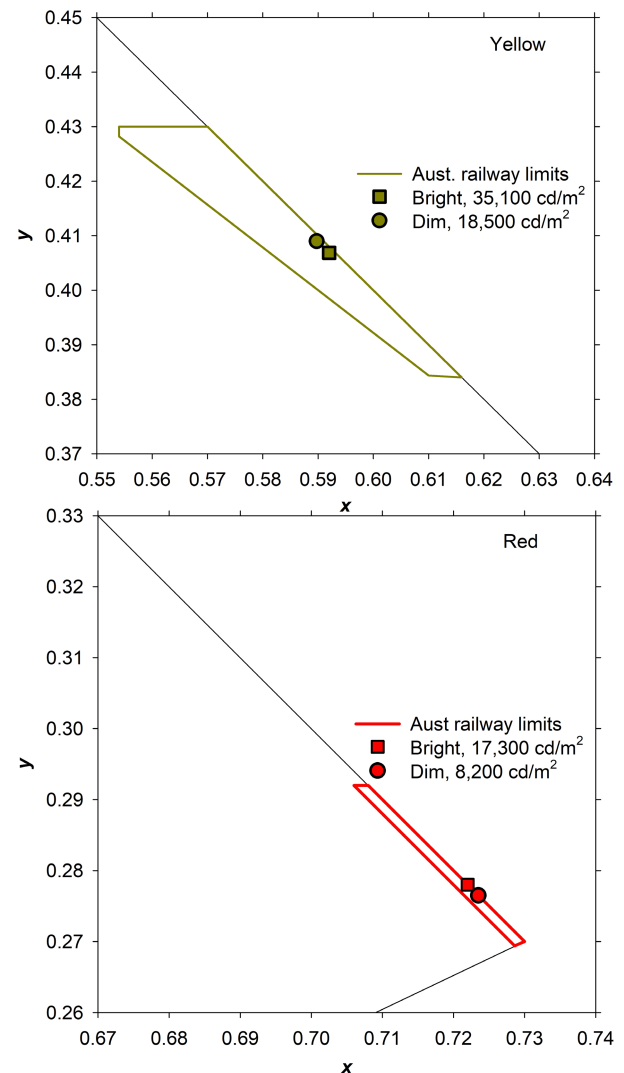 0.45
Yellow
0.44
0.43
0.42
Aust. railway limits
Bright, 35,100 cd/m2
Dim, 18,500 cd/m2
0.41
y
0.40
0.39
0.38
0.37
0.55 0.56 0.57 0.58 0.59 0.60 0.61 0.62 0.63 0.64
x
0.33
Red
0.32
0.31
0.30
Aust railway limits
Bright, 17,300 cd/m2
Dim, 8,200 cd/m2
y
0.29
0.28
0.27
0.26
0.67 0.68 0.69 0.70 0.71 0.72 0.73 0.74
x